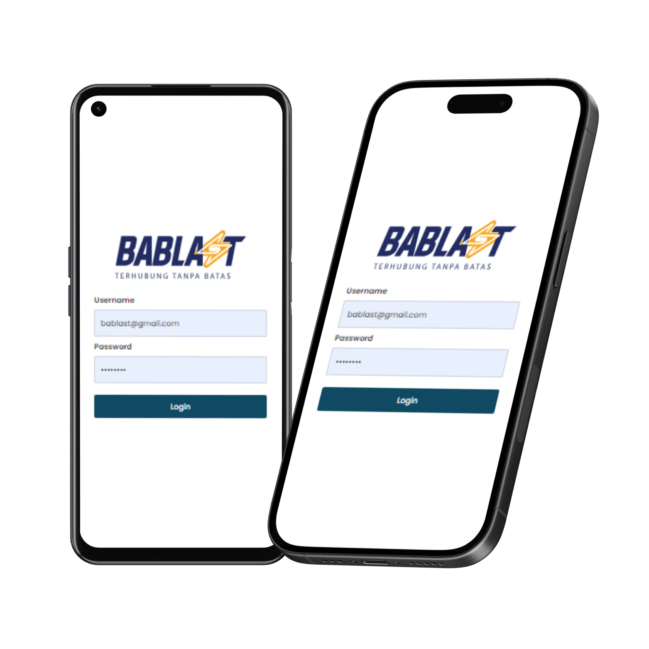 BABLAST
TERHUBUNG TANPA BATAS
Username
bablast@gmail.com
Password
••••••••
Login
BABLAST
TERHUBUNG TANPA BATAS
Username
bablast@gmail.com
Password
••••••••
Login